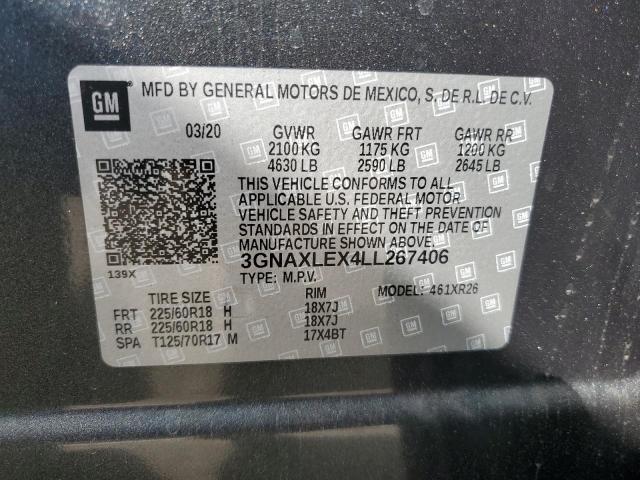 GM MFD BY GENERAL MOTORS DE MEXICO, S. DE R.L. DE C.V.
03/20 GVWR GAWR FRT GAWR RR
2100 KG 1175 KG 1200 KG
4630 LB 2590 LB 2645 LB
THIS VEHICLE CONFORMS TO ALL
APPLICABLE U.S. FEDERAL MOTOR
VEHICLE SAFETY AND THEFT PREVENTION
STANDARDS IN EFFECT ON THE DATE OF
MANUFACTURE SHOWN ABOVE.
139X
3GNAXLEX4LL267406
TYPE: M.P.V. MODEL: 461XR26
TIRE SIZE RIM
FRT 225/60R18 H 18X7J
RR 225/60R18 H 18X7J
SPA T125/70R17 M 17X4BT